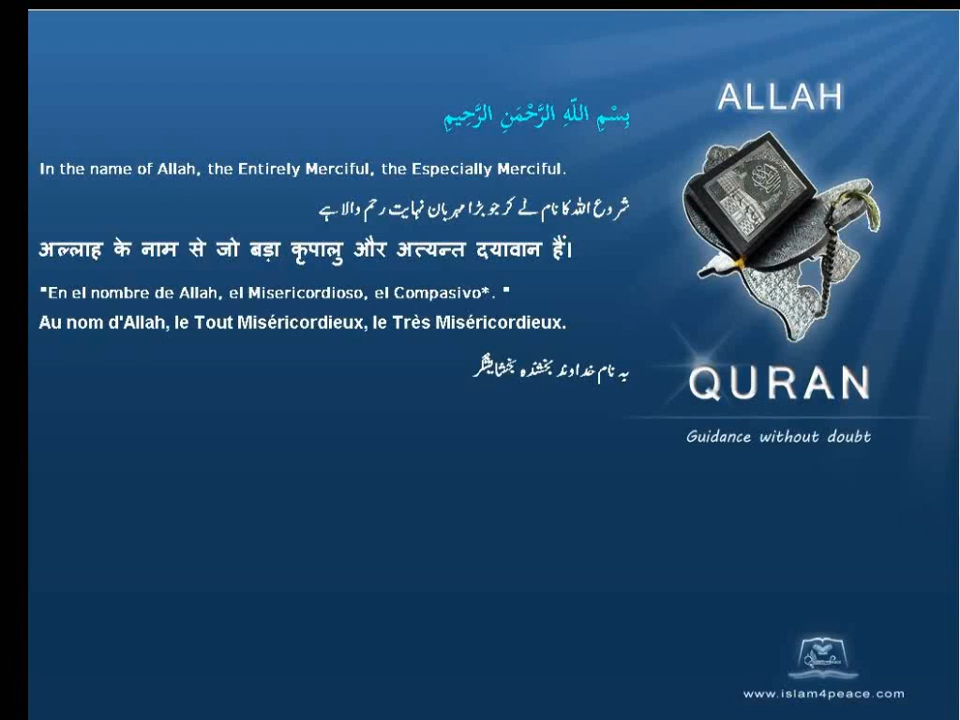 بِسْمِ اللَّهِ الرَّحْمَنِ الرَّحِيمِ
In the name of Allah, the Entirely Merciful, the Especially Merciful.
شروع الله کا نام لے کر جو بڑا مہربان نہایت رحم والا ہے
अल्लाह के नाम से जो बड़ा कृपालु और अत्यन्त दयावान हैं।
"En el nombre de Allah, el Misericordioso, el Compasivo*. "
Au nom d'Allah, le Tout Miséricordieux, le Très Miséricordieux.
به نام خداوند بخشنده بخشایشگر
ALLAH
QURAN
Guidance without doubt
www.islam4peace.com